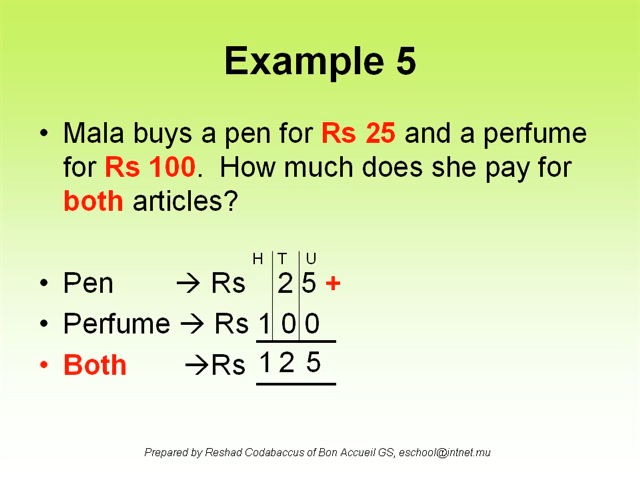 Example 5
• Mala buys a pen for Rs 25 and a perfume
for Rs 100.  How much does she pay for
both articles?
H T U
• Pen → Rs 2 5 +
• Perfume → Rs 1 0 0
• Both → Rs 1 2 5
Prepared by Reshad Codabaccus of Bon Accueil GS, eschool@intnet.mu